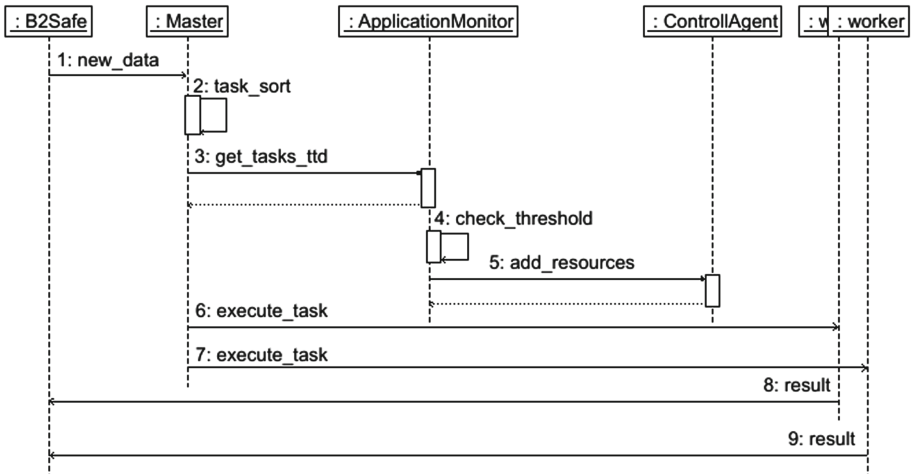 : B2Safe
: Master
: ApplicationMonitor
: ControllAgent
: w
: worker
1: new_data
2: task_sort
3: get_tasks_ttd
4: check_threshold
5: add_resources
6: execute_task
7: execute_task
8: result
9: result